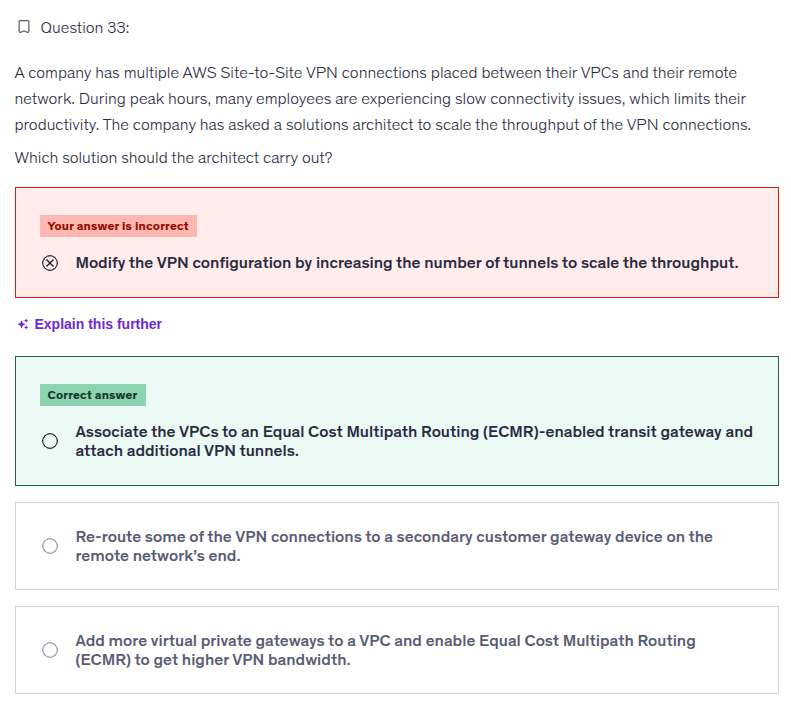 Question 33:
A company has multiple AWS Site-to-Site VPN connections placed between their VPCs and their remote
network. During peak hours, many employees are experiencing slow connectivity issues, which limits their
productivity. The company has asked a solutions architect to scale the throughput of the VPN connections.
Which solution should the architect carry out?
Your answer is incorrect
Modify the VPN configuration by increasing the number of tunnels to scale the throughput.
Explain this further
Correct answer
Associate the VPCs to an Equal Cost Multipath Routing (ECMR)-enabled transit gateway and
attach additional VPN tunnels.
Re-route some of the VPN connections to a secondary customer gateway device on the
remote network’s end.
Add more virtual private gateways to a VPC and enable Equal Cost Multipath Routing
(ECMR) to get higher VPN bandwidth.